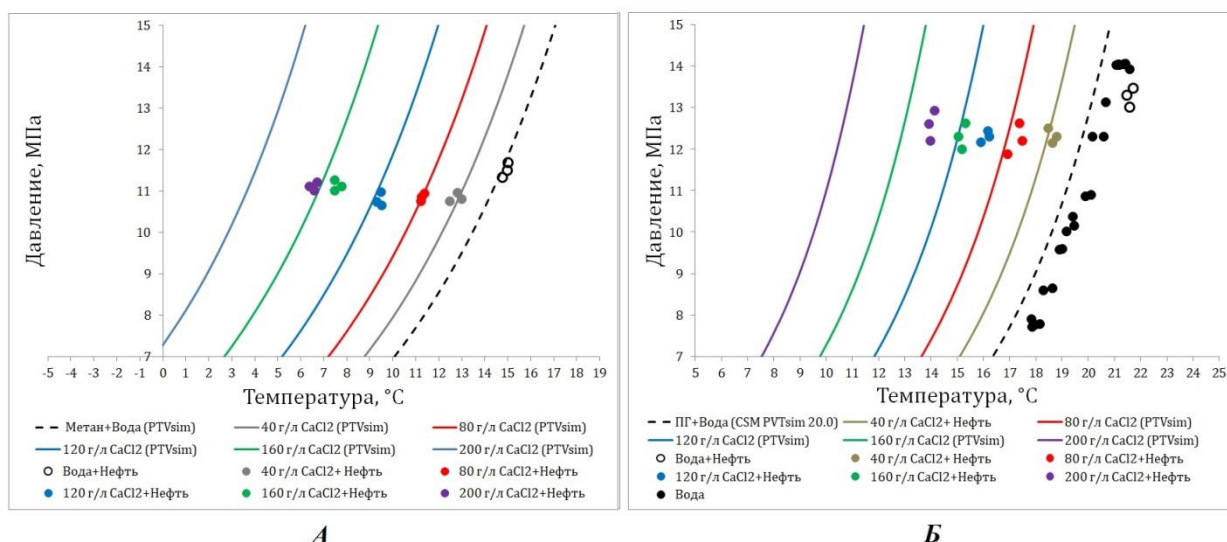 15
14
13
12
11
10
9
8
7
Давление, МПа
-5 -4 -3 -2 -1 0 1 2 3 4 5 6 7 8 9 10 11 12 13 14 15 16 17 18 19
Температура, °C
Метан+Вода (PTVsim) 40 г/л CaCl2 (PTVsim) 80 г/л CaCl2 (PTVsim)
120 г/л CaCl2 (PTVsim) 160 г/л CaCl2 (PTVsim) 200 г/л CaCl2 (PTVsim)
Вода+Нефть 40 г/л CaCl2+Нефть 80 г/л CaCl2+Нефть
120 г/л CaCl2+Нефть 160 г/л CaCl2+Нефть 200 г/л CaCl2+Нефть
А
15
14
13
12
11
10
9
8
7
Давление, МПа
5 6 7 8 9 10 11 12 13 14 15 16 17 18 19 20 21 22 23 24 25
Температура, °C
ПГ+Вода (CSM PVTsim 20.0) 40 г/л CaCl2+ Нефть 80 г/л CaCl2 (PTVsim)
120 г/л CaCl2 (PTVsim) 160 г/л CaCl2 (PTVsim) 200 г/л CaCl2 (PTVsim)
Вода+Нефть 40 г/л CaCl2+Нефть 80 г/л CaCl2+Нефть
120 г/л CaCl2+Нефть 160 г/л CaCl2+Нефть 200 г/л CaCl2+Нефть
Вода
Б